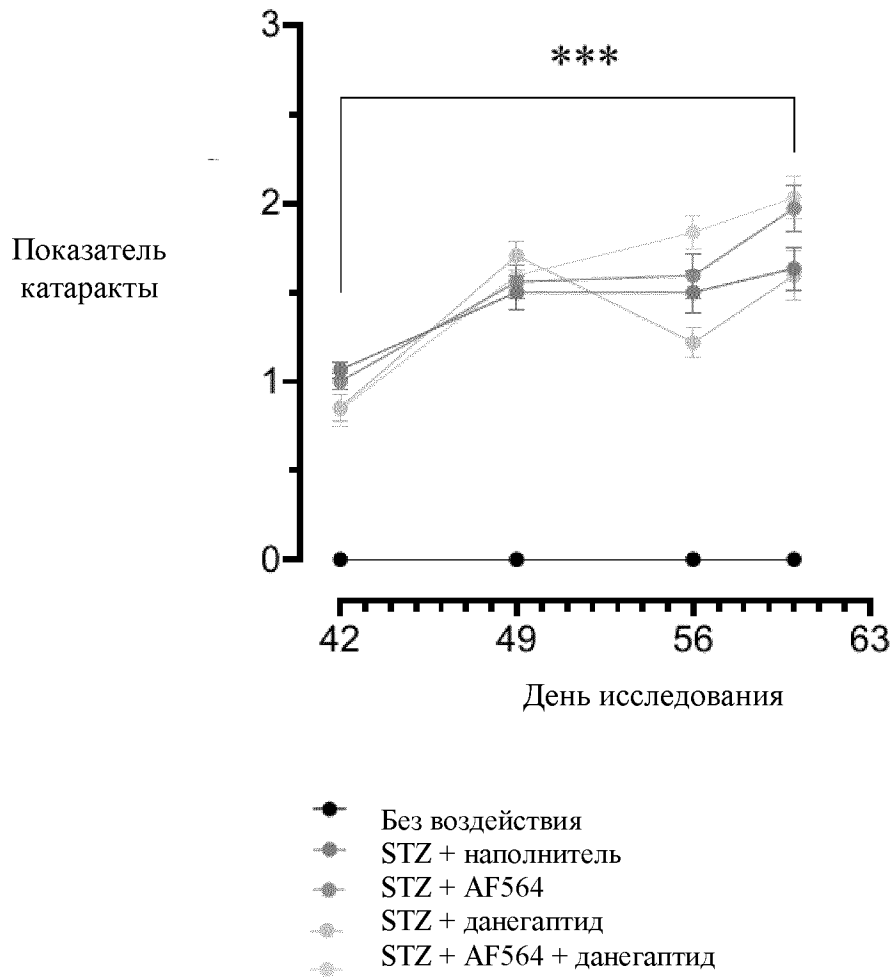 3
***
2
Показатель
катаракты
1
0
42 49 56 63
День исследования
Без воздействия
STZ + наполнитель
STZ + AF564
STZ + данегаптид
STZ + AF564 + данегаптид